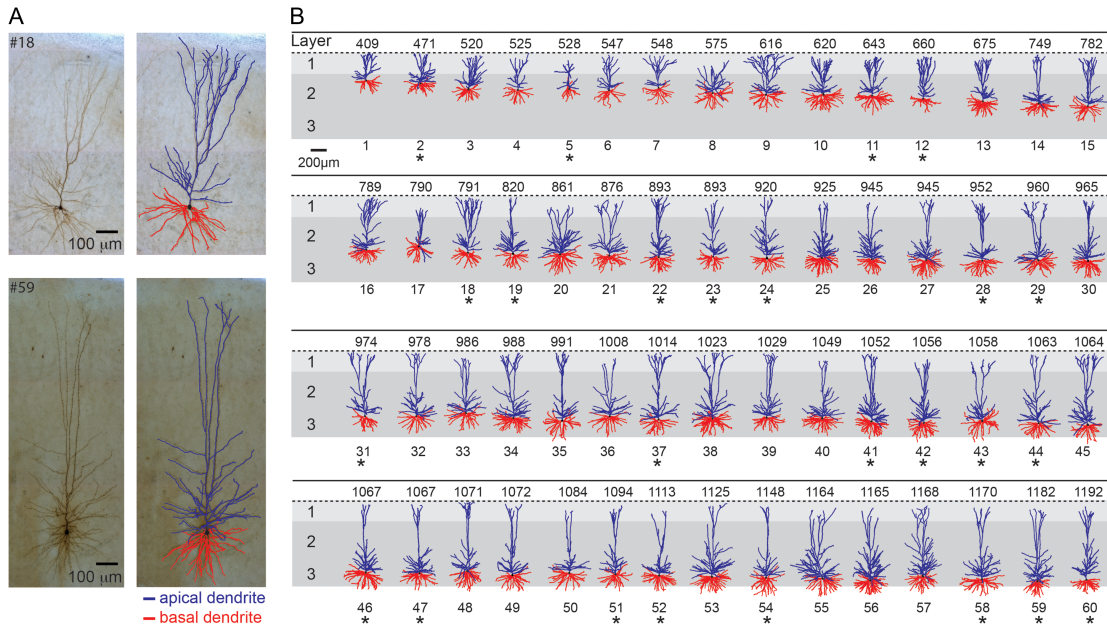 A
#18
100 µm
100 µm
#59
100 µm
100 µm
apical dendrite
basal dendrite
B
Layer 409 471 520 525 528 547 548 575 616 620 643 660 675 749 782
1
2
3
200µm
1 2 3 4 5 6 7 8 9 10 11 12 13 14 15
* * * *
789 790 791 820 861 876 893 893 920 925 945 945 952 960 965
1
2
3
16 17 18 19 20 21 22 23 24 25 26 27 28 29 30
* * * * * * *
974 978 986 988 991 1008 1014 1023 1029 1049 1052 1056 1058 1063 1064
1
2
3
31 32 33 34 35 36 37 38 39 40 41 42 43 44 45
* * * * * *
1067 1067 1071 1072 1084 1094 1113 1125 1148 1164 1165 1168 1170 1182 1192
1
2
3
46 47 48 49 50 51 52 53 54 55 56 57 58 59 60
* * * * * * * *